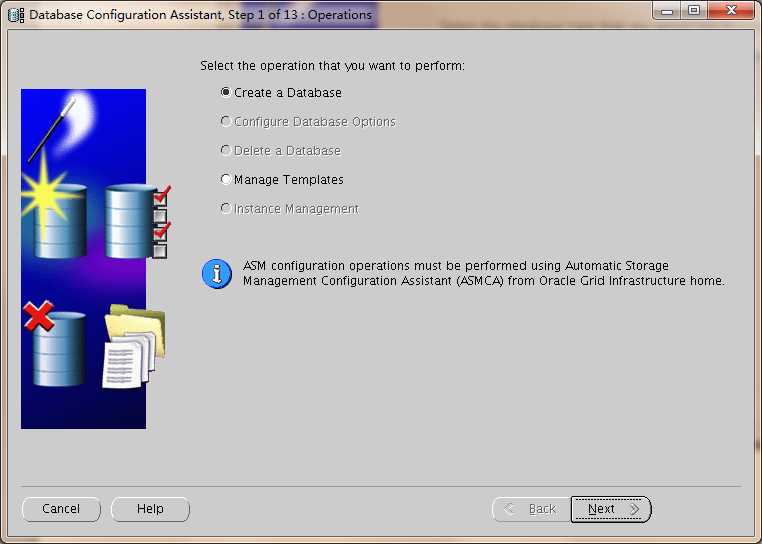 Database Configuration Assistant, Step 1 of 13 : Operations
Select the operation that you want to perform:
Create a Database
Configure Database Options
Delete a Database
Manage Templates
Instance Management
ASM configuration operations must be performed using Automatic Storage
Management Configuration Assistant (ASMCA) from Oracle Grid Infrastructure home.
Cancel
Help
Back
Next